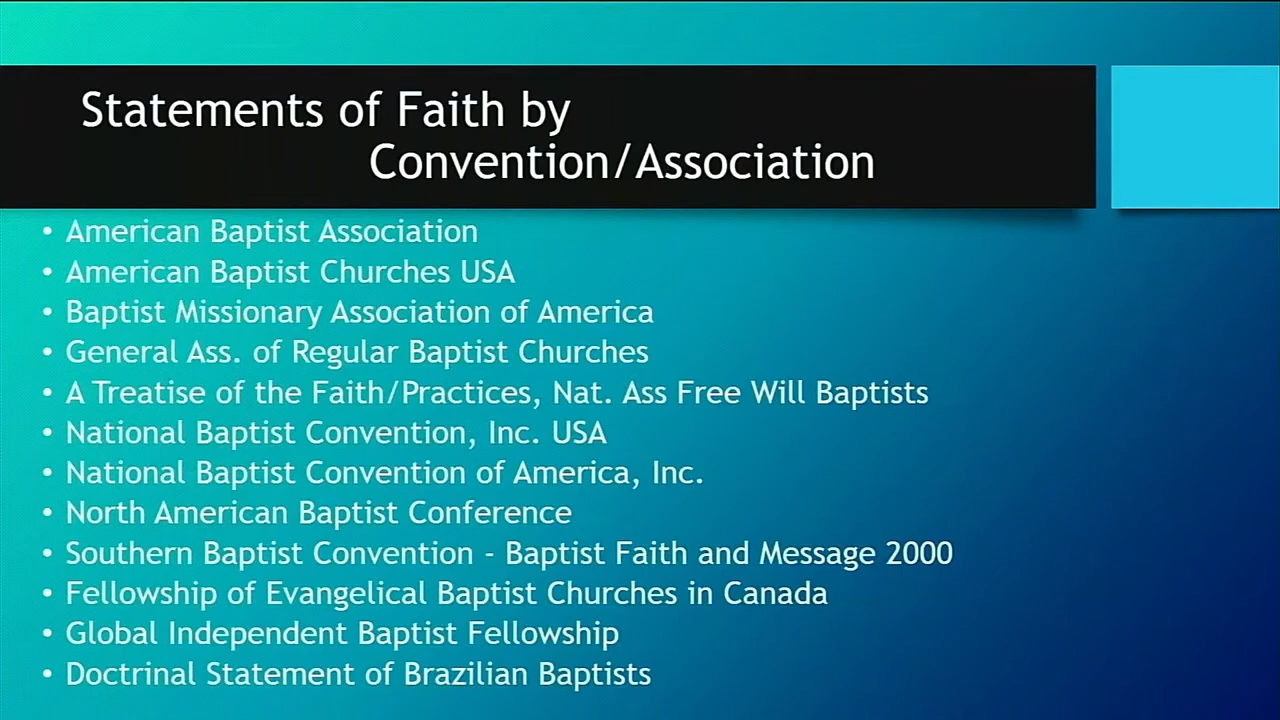 Statements of Faith by
Convention/Association
• American Baptist Association
• American Baptist Churches USA
• Baptist Missionary Association of America
• General Ass. of Regular Baptist Churches
• A Treatise of the Faith/Practices, Nat. Ass Free Will Baptists
• National Baptist Convention, Inc. USA
• National Baptist Convention of America, Inc.
• North American Baptist Conference
• Southern Baptist Convention - Baptist Faith and Message 2000
• Fellowship of Evangelical Baptist Churches in Canada
• Global Independent Baptist Fellowship
• Doctrinal Statement of Brazilian Baptists